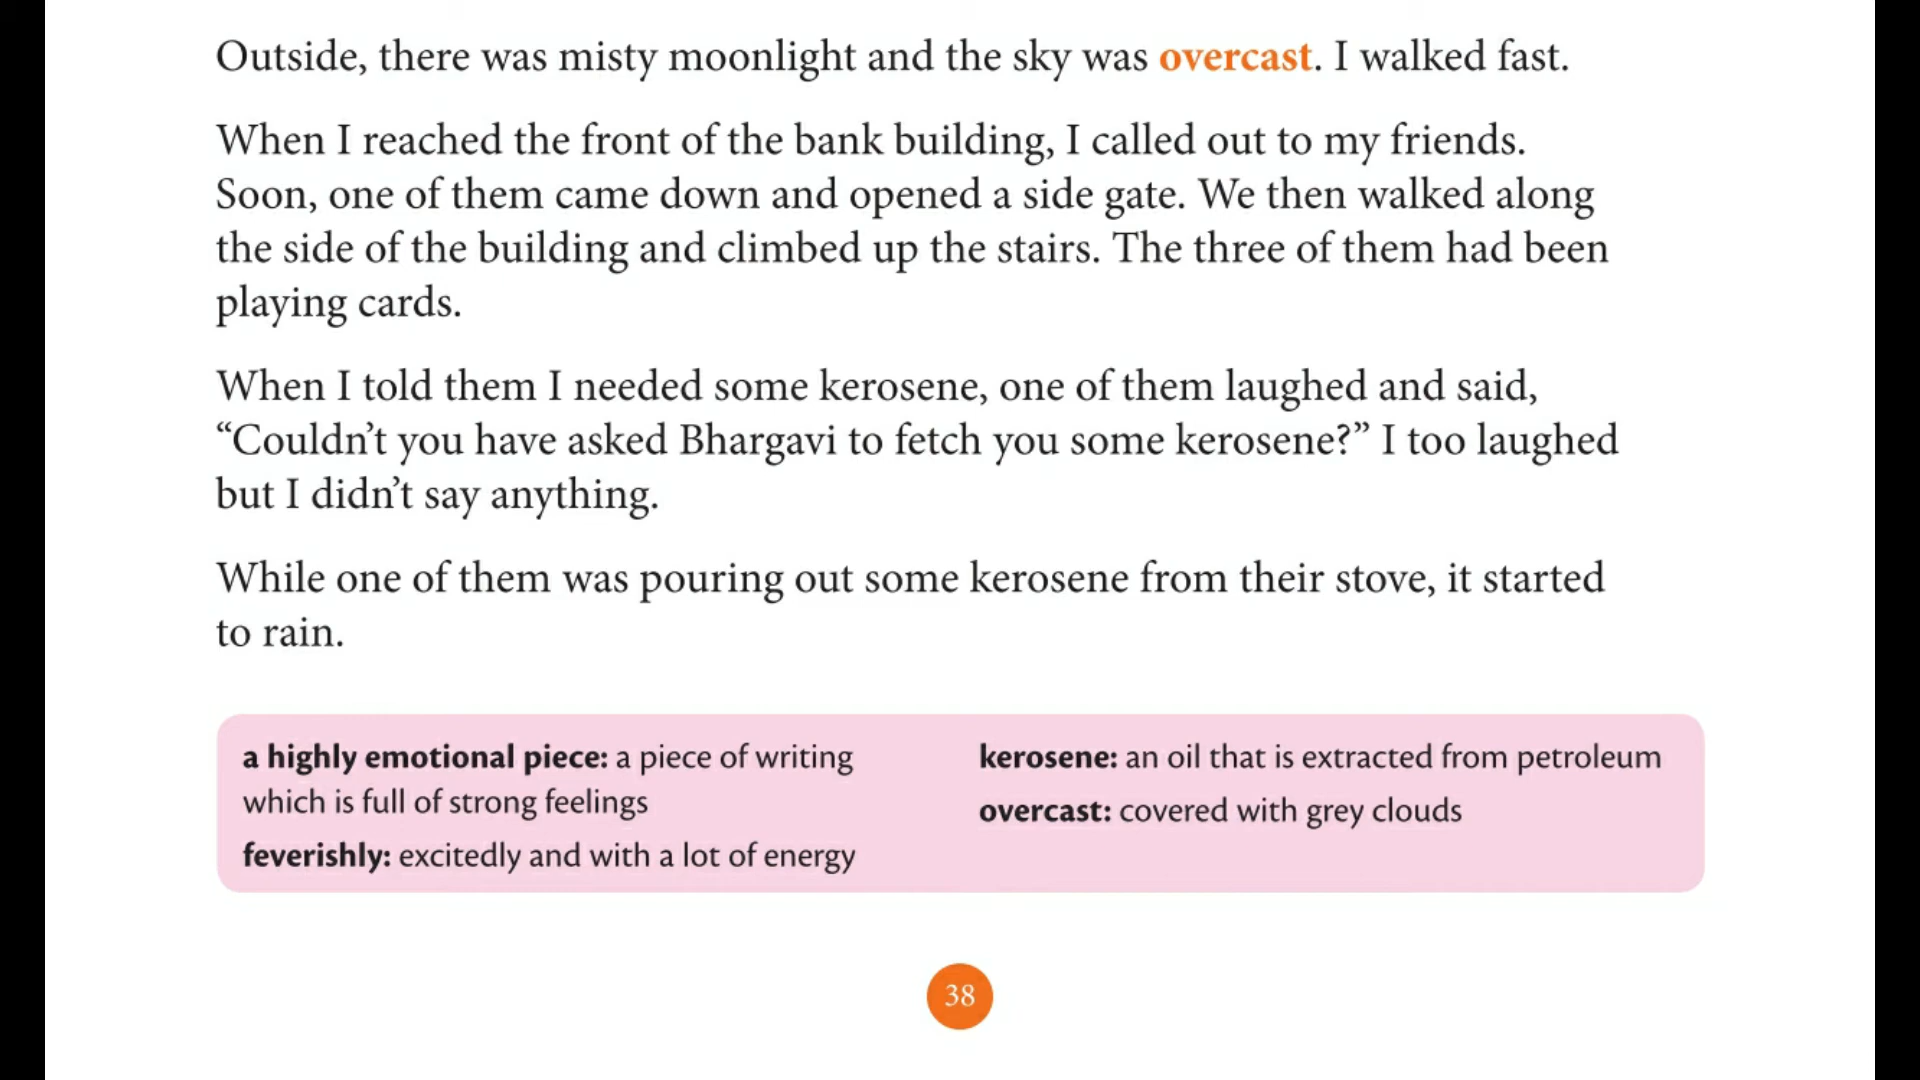 Outside, there was misty moonlight and the sky was overcast. I walked fast.
When I reached the front of the bank building, I called out to my friends.
Soon, one of them came down and opened a side gate. We then walked along
the side of the building and climbed up the stairs. The three of them had been
playing cards.
When I told them I needed some kerosene, one of them laughed and said,
“Couldn’t you have asked Bhargavi to fetch you some kerosene?” I too laughed
but I didn’t say anything.
While one of them was pouring out some kerosene from their stove, it started
to rain.
a highly emotional piece: a piece of writing
which is full of strong feelings
feverishly: excitedly and with a lot of energy
kerosene: an oil that is extracted from petroleum
overcast: covered with grey clouds
38